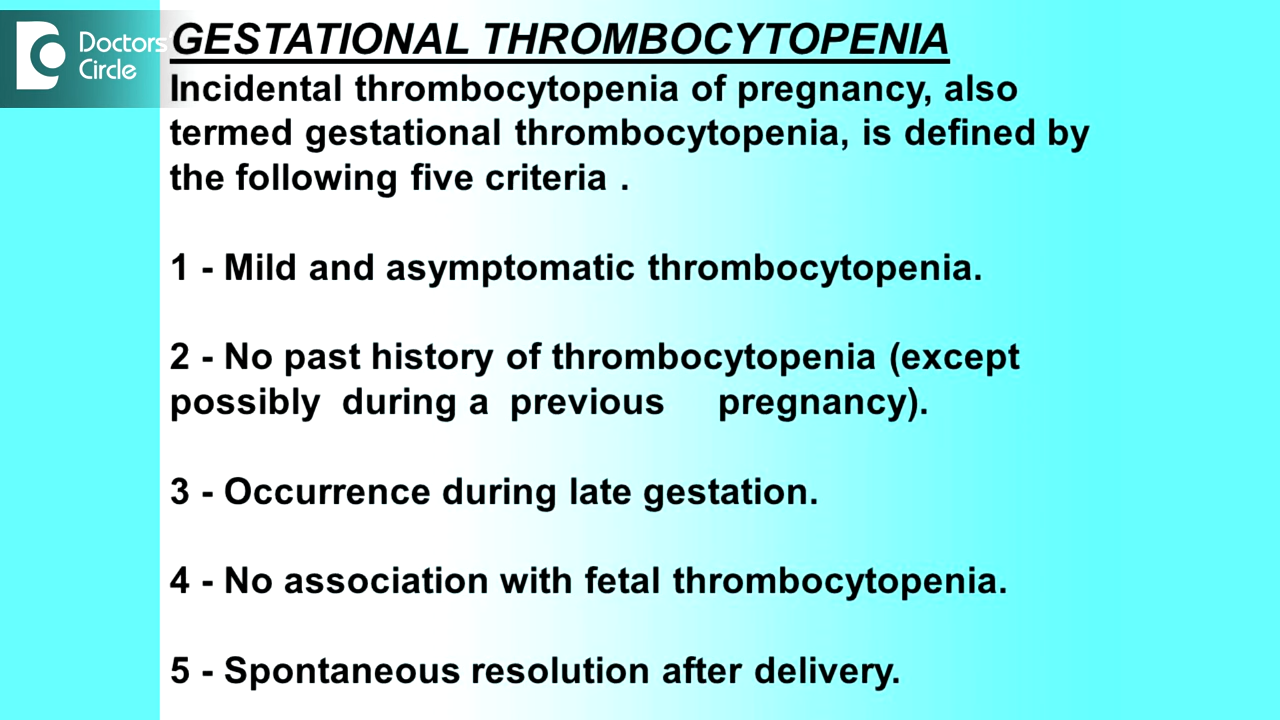 Doctors'
Circle
GESTATIONAL THROMBOCYTOPENIA
Incidental thrombocytopenia of pregnancy, also
termed gestational thrombocytopenia, is defined by
the following five criteria .
1 - Mild and asymptomatic thrombocytopenia.
2 - No past history of thrombocytopenia (except
possibly during a previous pregnancy).
3 - Occurrence during late gestation.
4 - No association with fetal thrombocytopenia.
5 - Spontaneous resolution after delivery.